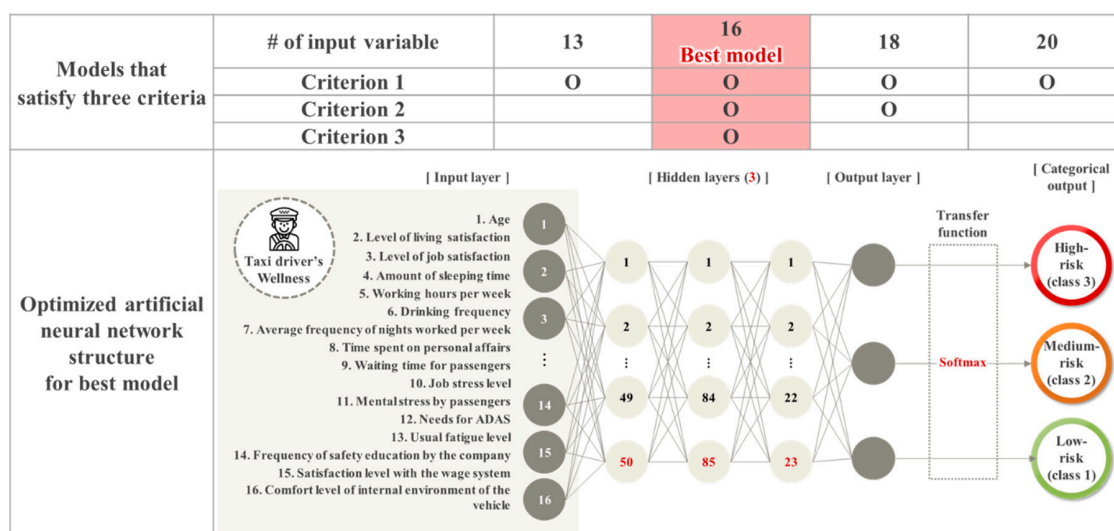 Models that
satisfy three criteria
# of input variable
13
16
Best model
18
20
Criterion 1
O
O
O
O
Criterion 2
O
O
Criterion 3
O
Optimized artificial
neural network
structure
for best model
[ Input layer ]
[ Hidden layers (3) ]
[ Output layer ]
[ Categorical
output ]
Taxi driver's
Wellness
1. Age
2. Level of living satisfaction
3. Level of job satisfaction
4. Amount of sleeping time
5. Working hours per week
6. Drinking frequency
7. Average frequency of nights worked per week
8. Time spent on personal affairs
9. Waiting time for passengers
10. Job stress level
11. Mental stress by passengers
12. Needs for ADAS
13. Usual fatigue level
14. Frequency of safety education by the company
15. Satisfaction level with the wage system
16. Comfort level of internal environment of the
vehicle
1
2
3
⋮
14
15
16
1
2
⋮
49
50
1
2
⋮
84
85
1
2
⋮
22
23
Transfer
function
Softmax
High-
risk
(class 3)
Medium-
risk
(class 2)
Low-
risk
(class 1)